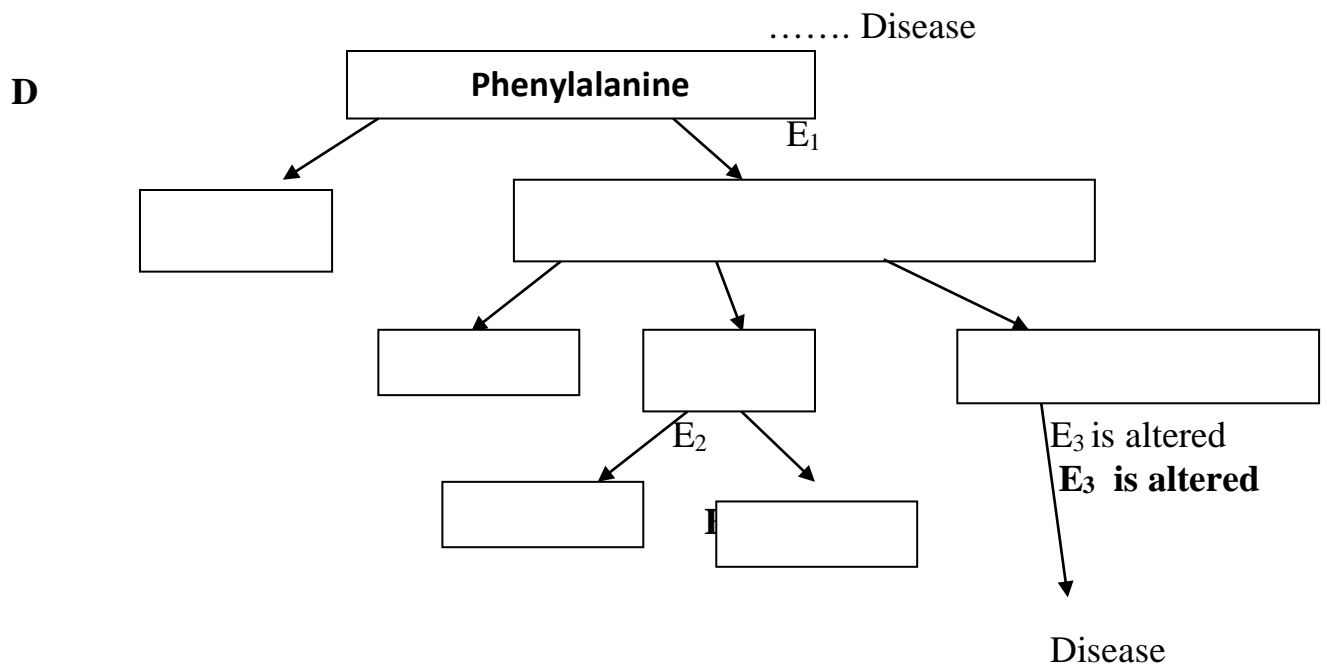 ……. Disease
D
Phenylalanine
E₁
E₂
E₃ is altered
E₃ is altered
Disease